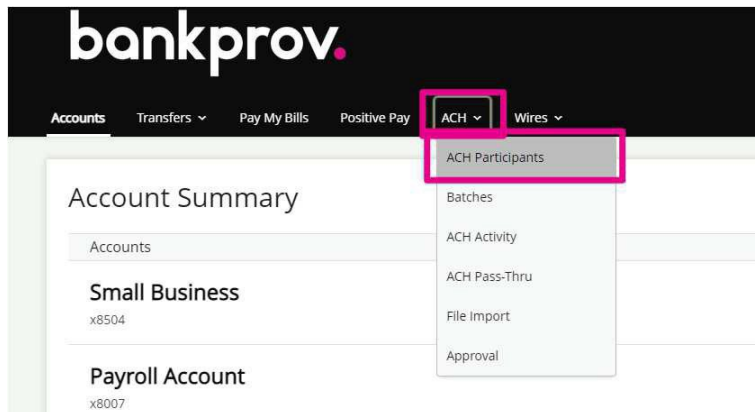 bankprov.
Accounts Transfers Pay My Bills Positive Pay ACH Wires
ACH Participants
Account Summary
Batches
Accounts
ACH Activity
Small Business
x8504
ACH Pass-Thru
File Import
Approval
Payroll Account
x8007